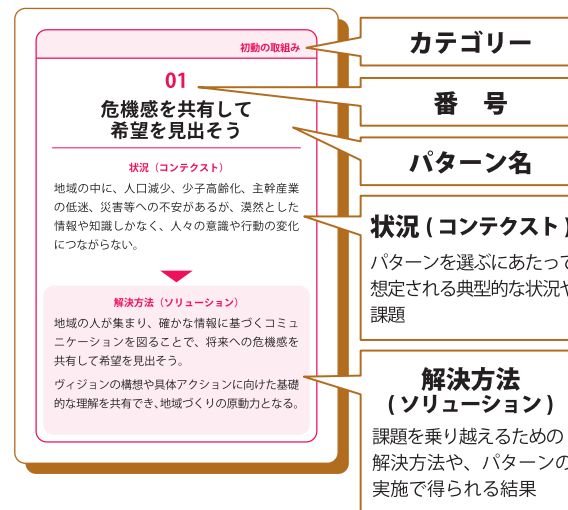 初動の取組み
01
危機感を共有して
希望を見出そう
状況（コンテクスト）
地域の中に、人口減少、少子高齢化、主幹産業
の低迷、災害等への不安があるが、漠然とした
情報や知識しかなく、人々の意識や行動の変化
につながらない。
解決方法（ソリューション）
地域の人が集まり、確かな情報に基づくコミュ
ニケーションを図ることで、将来への危機感を
共有して希望を見出そう。
ヴィジョンの構想や具体アクションに向けた基礎
的な理解を共有でき、地域づくりの原動力となる。
カテゴリー
番　号
パターン名
状況 ( コンテクスト )
パターンを選ぶにあたって
想定される典型的な状況や
課題
解決方法
( ソリューション )
課題を乗り越えるための
解決方法や、パターンの
実施で得られる結果